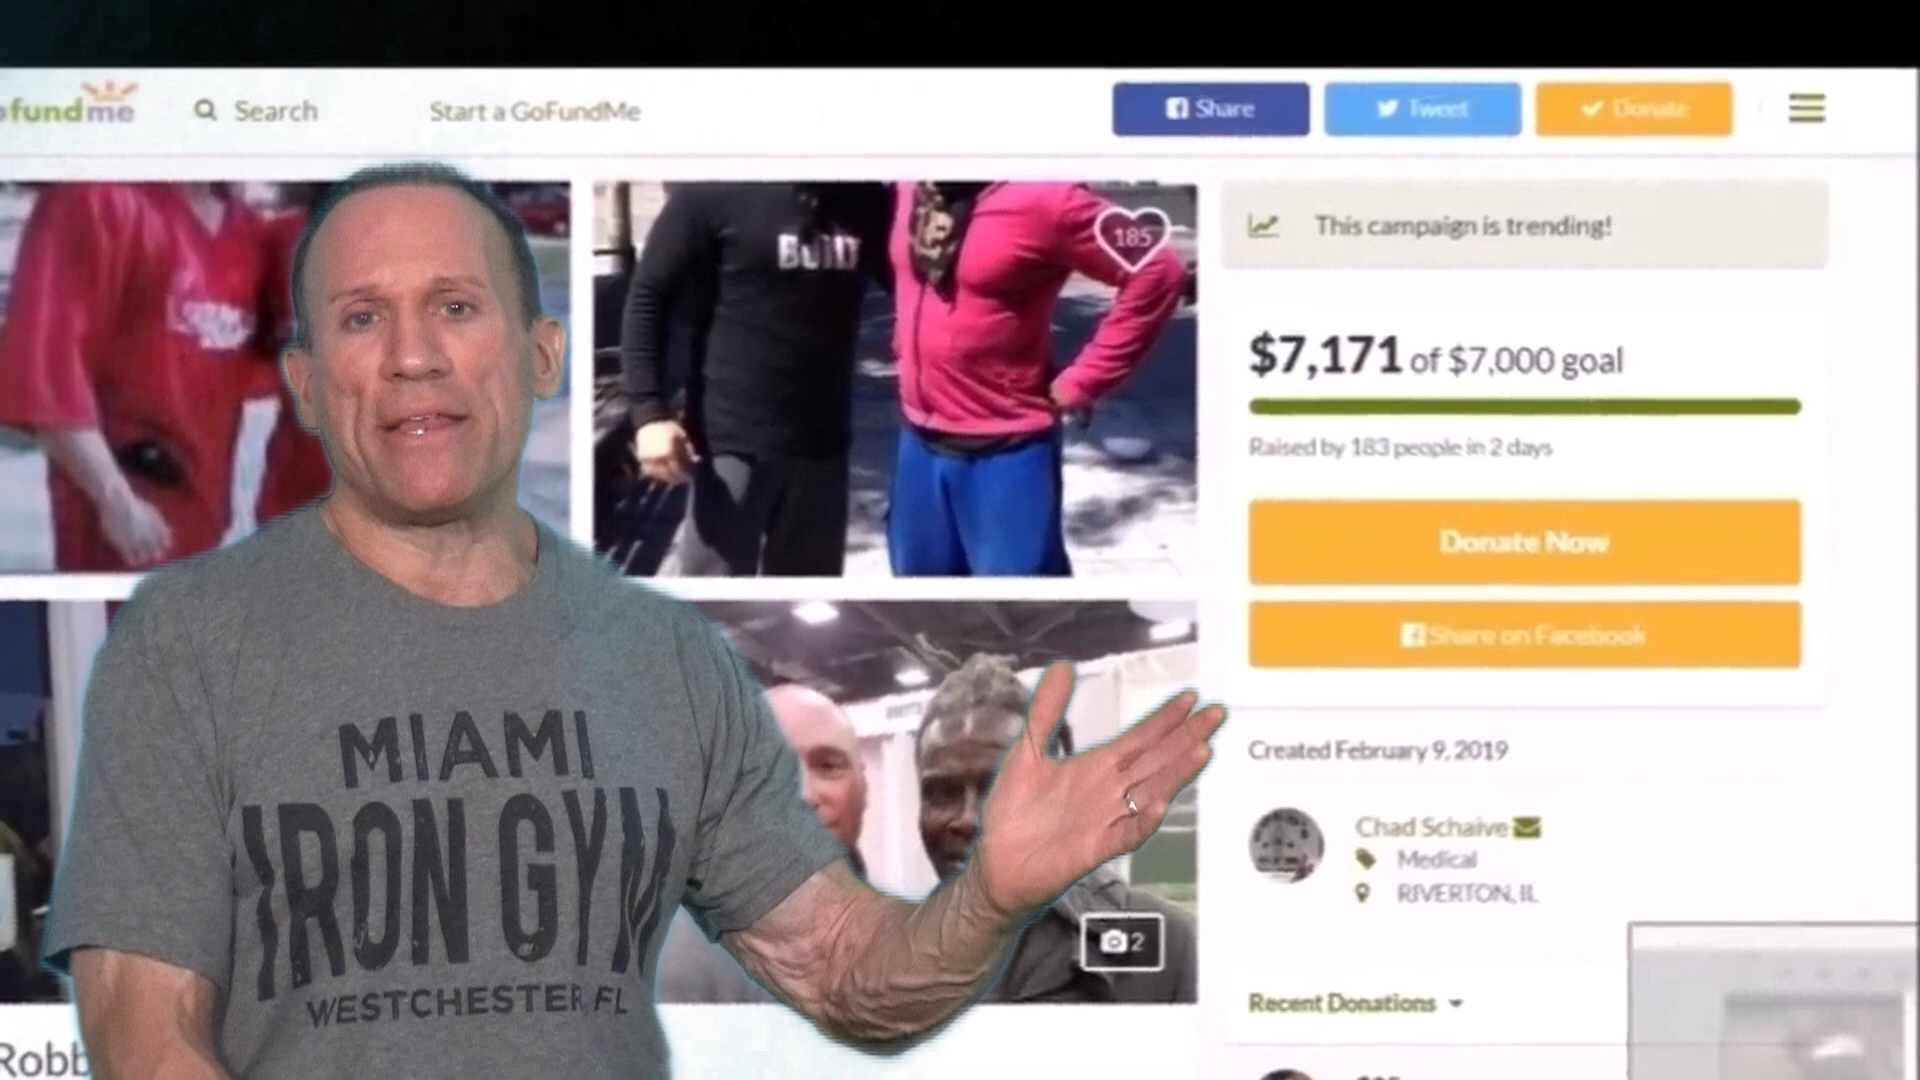 ofundme
Search
Start a GoFundMe
Share
Tweet
Donate
185
This campaign is trending!
$7,171 of $7,000 goal
Raised by 183 people in 2 days
Donate Now
Share on Facebook
Created February 9, 2019
Chad Schaive
Medical
RIVERTON, IL
2
Recent Donations
Robb
MIAMI
IRON GYM
WESTCHESTER, FL